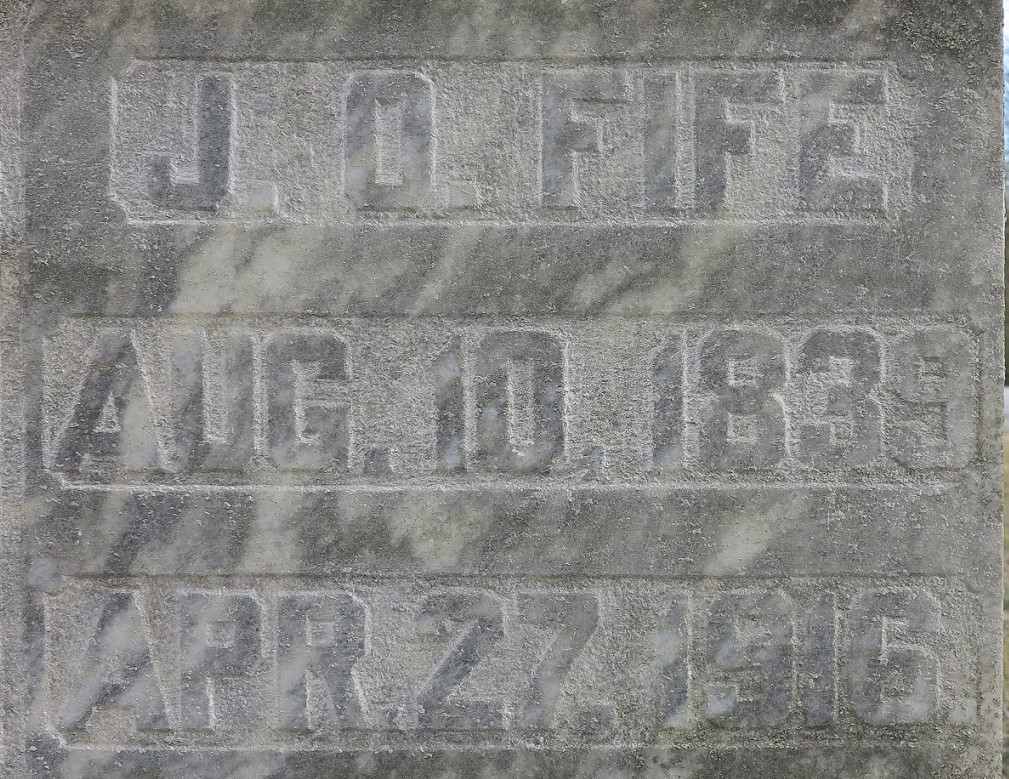 J. O. FIFE
AUG. 10, 1839
APR. 27, 1916